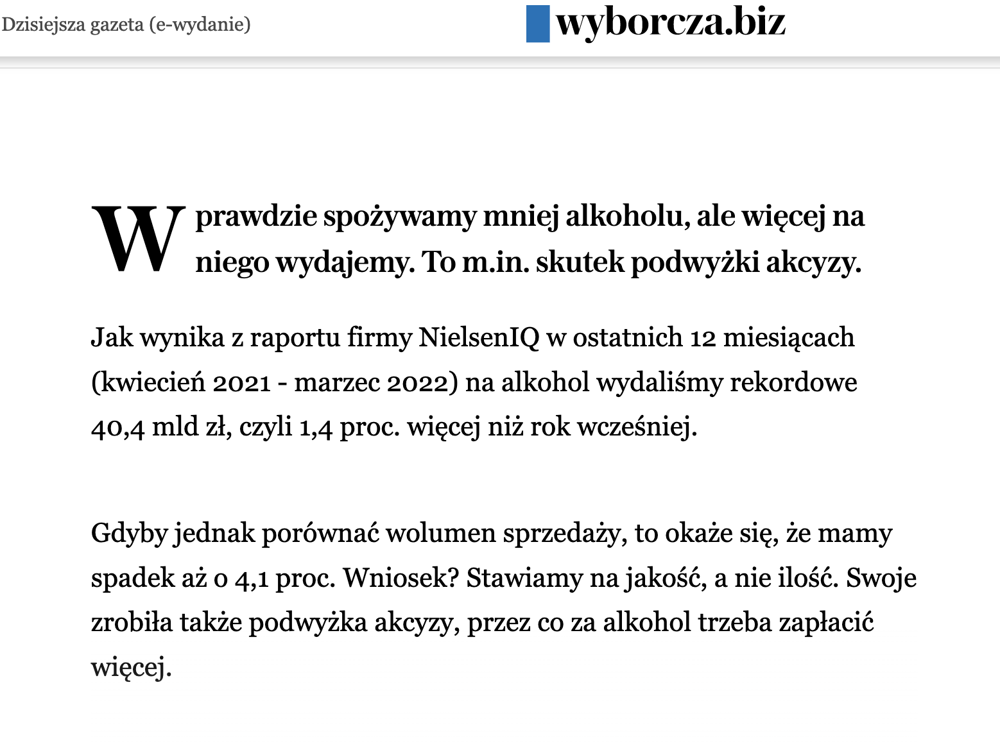 Dzisiejsza gazeta (e-wydanie)
wyborcza.biz
Wprawdzie spożywamy mniej alkoholu, ale więcej na
niego wydajemy. To m.in. skutek podwyżki akcyzy.
Jak wynika z raportu firmy NielsenIQ w ostatnich 12 miesiącach
(kwiecień 2021 - marzec 2022) na alkohol wydaliśmy rekordowe
40,4 mld zł, czyli 1,4 proc. więcej niż rok wcześniej.
Gdyby jednak porównać wolumen sprzedaży, to okaże się, że mamy
spadek aż o 4,1 proc. Wniosek? Stawiamy na jakość, a nie ilość. Swoje
zrobiła także podwyżka akcyzy, przez co za alkohol trzeba zapłacić
więcej.